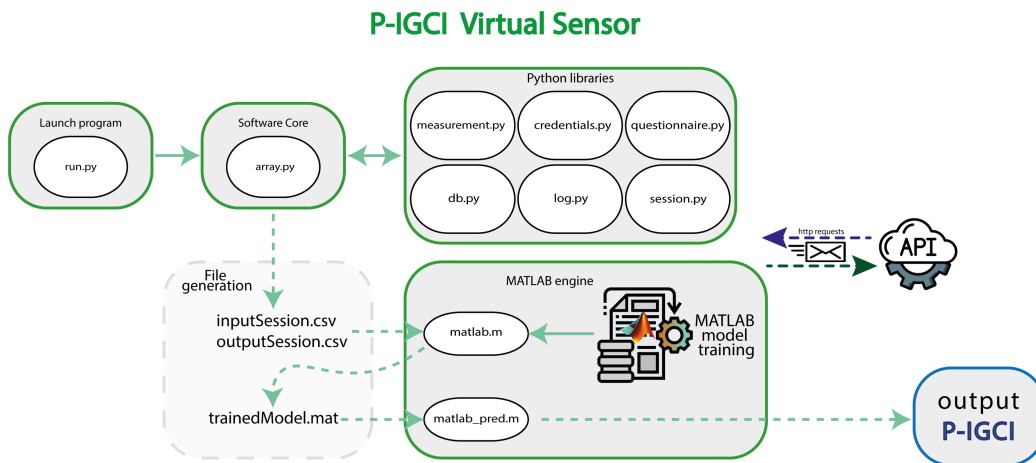 P-IGCI Virtual Sensor
Launch program
run.py
Software Core
array.py
Python libraries
measurement.py
credentials.py
questionnaire.py
db.py
log.py
session.py
http requests
API
File
generation
inputSession.csv
outputSession.csv
trainedModel.mat
MATLAB engine
matlab.m
MATLAB
model
training
matlab_pred.m
output
P-IGCI